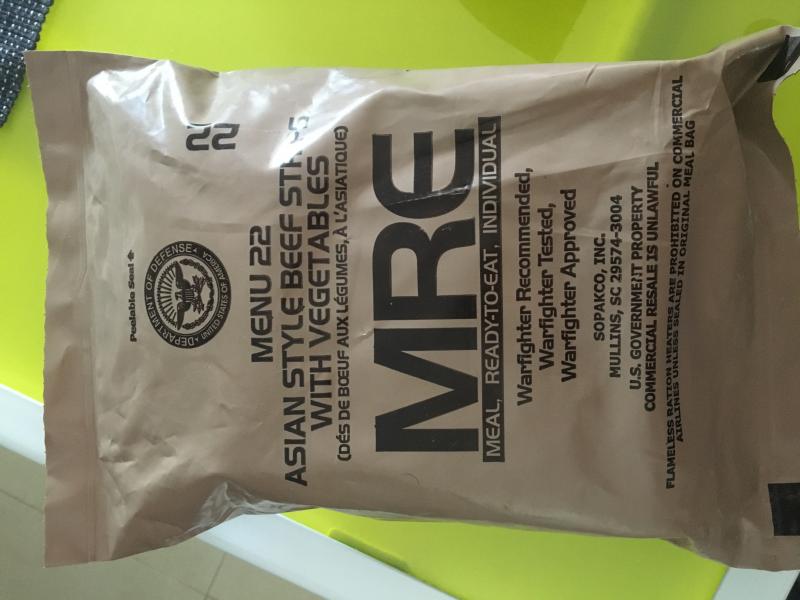 Peelable Seal
DEPARTMENT OF DEFENSE
UNITED STATES OF AMERICA
22
MENU 22
ASIAN STYLE BEEF
WITH VEGETABLES
(DÉS DE BŒUF AUX LÉGUMES, À L'ASIATIQUE)
MRE
MEAL, READY-TO-EAT, INDIVIDUAL
Warfighter Recommended,
Warfighter Tested,
Warfighter Approved
SOPAKCO, INC.
MULLINS, SC 29574-3004
U.S. GOVERNMENT PROPERTY
COMMERCIAL RESALE IS UNLAWFUL
FLAMELESS RATION HEATERS ARE PROHIBITED ON COMMERCIAL
AIRLINES UNLESS SEALED IN ORIGINAL MEAL BAG